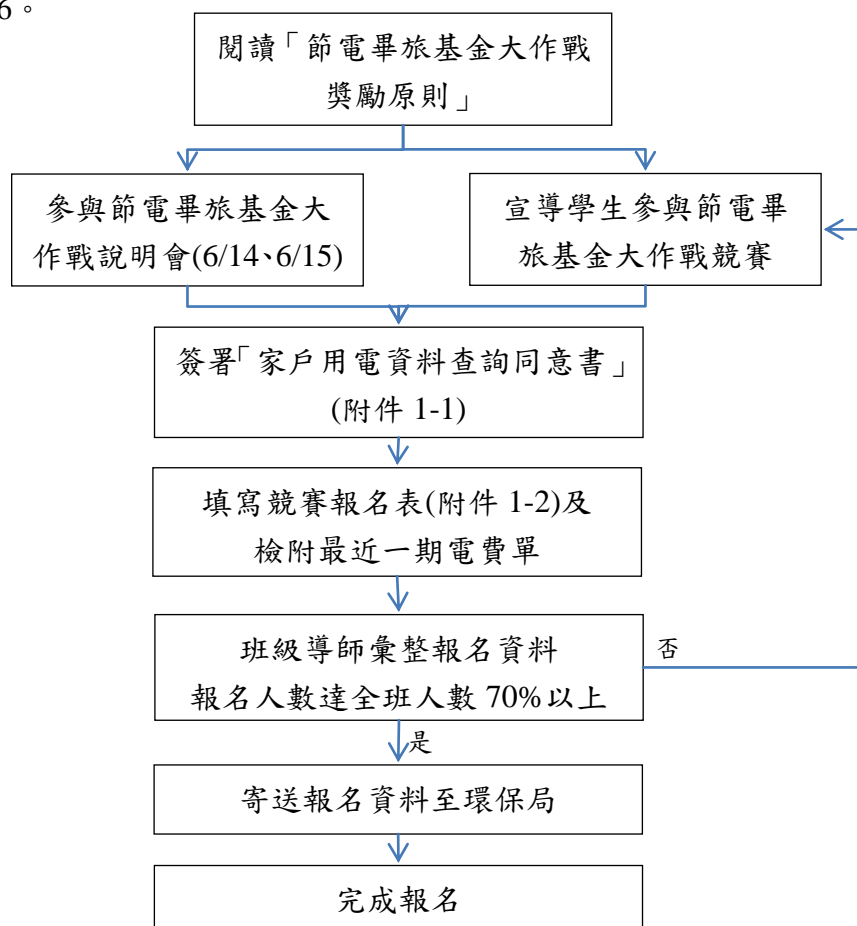 6。
閱讀「節電畢旅基金大作戰
獎勵原則」
參與節電畢旅基金大
作戰說明會(6/14、6/15)
宣導學生參與節電畢
旅基金大作戰競賽
簽署「家戶用電資料查詢同意書」
(附件 1-1)
填寫競賽報名表(附件 1-2)及
檢附最近一期電費單
班級導師彙整報名資料
報名人數達全班人數 70%以上
否
是
寄送報名資料至環保局
完成報名